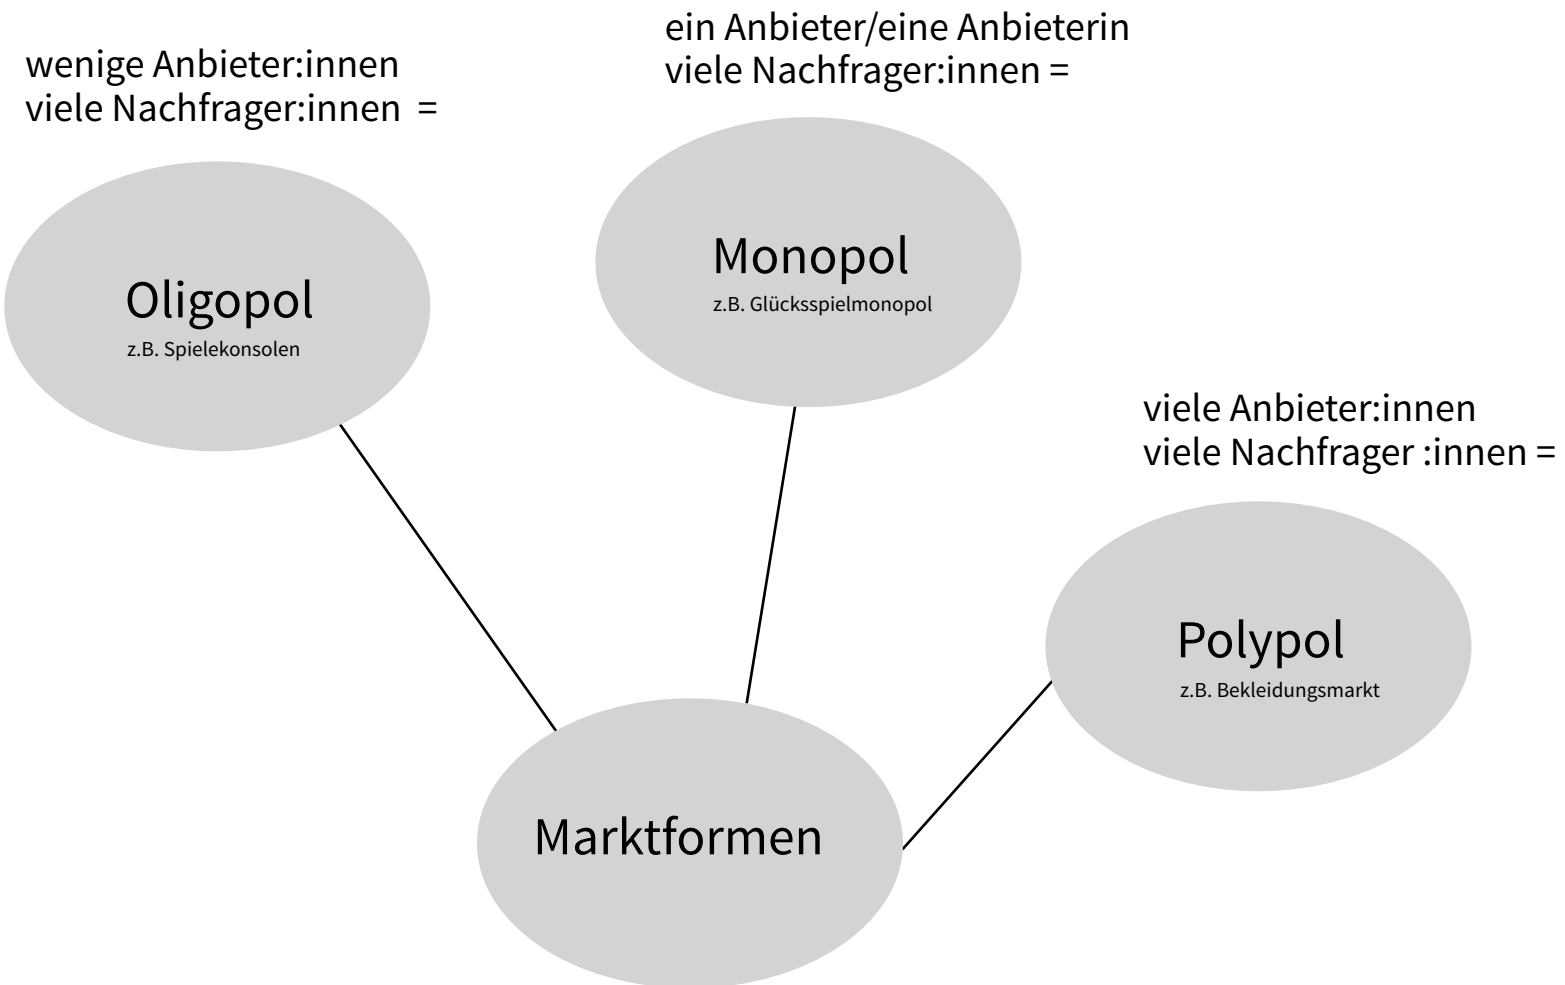 wenige Anbieter:innen
viele Nachfrager:innen =
Oligopol
z.B. Spielekonsolen
ein Anbieter/eine Anbieterin
viele Nachfrager:innen =
Monopol
z.B. Glücksspielmonopol
viele Anbieter:innen
viele Nachfrager :innen =
Polypol
z.B. Bekleidungsmarkt
Marktformen